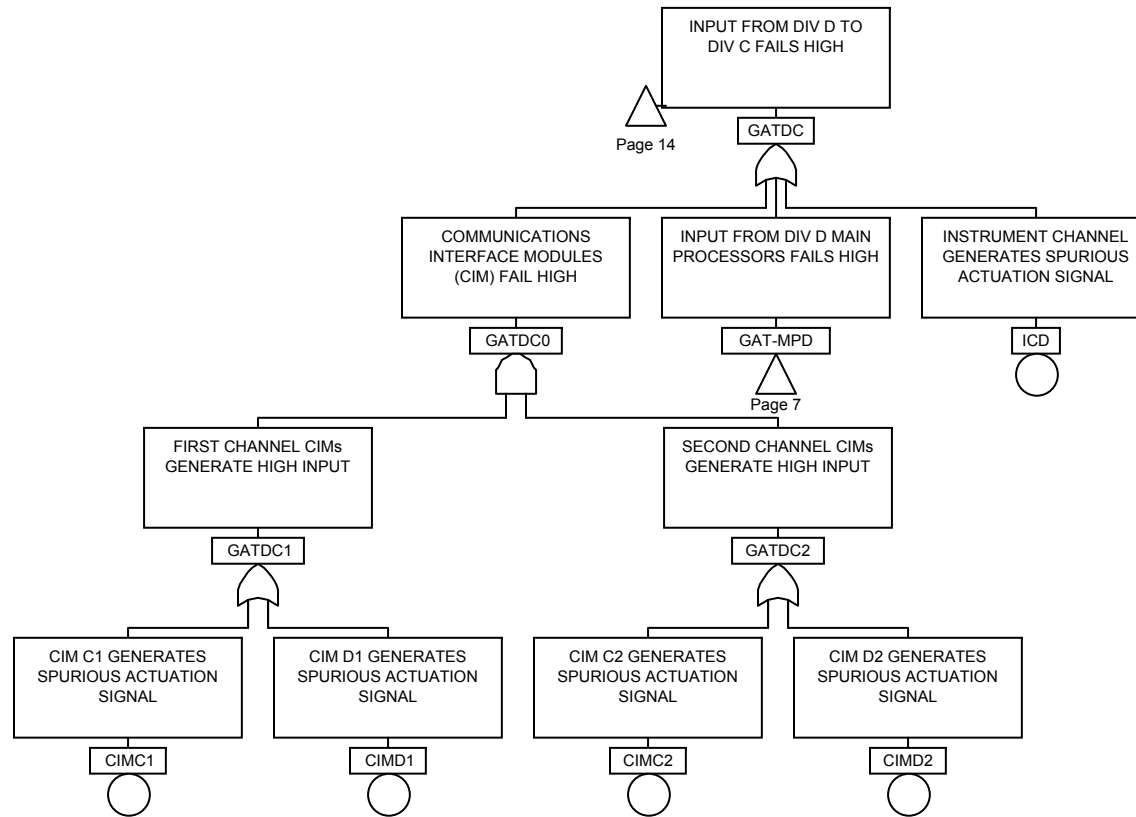 INPUT FROM DIV D TO
DIV C FAILS HIGH
Page 14
GATDC
COMMUNICATIONS
INTERFACE MODULES
(CIM) FAIL HIGH
INPUT FROM DIV D MAIN
PROCESSORS FAILS HIGH
INSTRUMENT CHANNEL
GENERATES SPURIOUS
ACTUATION SIGNAL
GATDC0
GAT-MPD
ICD
Page 7
FIRST CHANNEL CIMs
GENERATE HIGH INPUT
SECOND CHANNEL CIMs
GENERATE HIGH INPUT
GATDC1
GATDC2
CIM C1 GENERATES
SPURIOUS ACTUATION
SIGNAL
CIM D1 GENERATES
SPURIOUS ACTUATION
SIGNAL
CIM C2 GENERATES
SPURIOUS ACTUATION
SIGNAL
CIM D2 GENERATES
SPURIOUS ACTUATION
SIGNAL
CIMC1
CIMD1
CIMC2
CIMD2